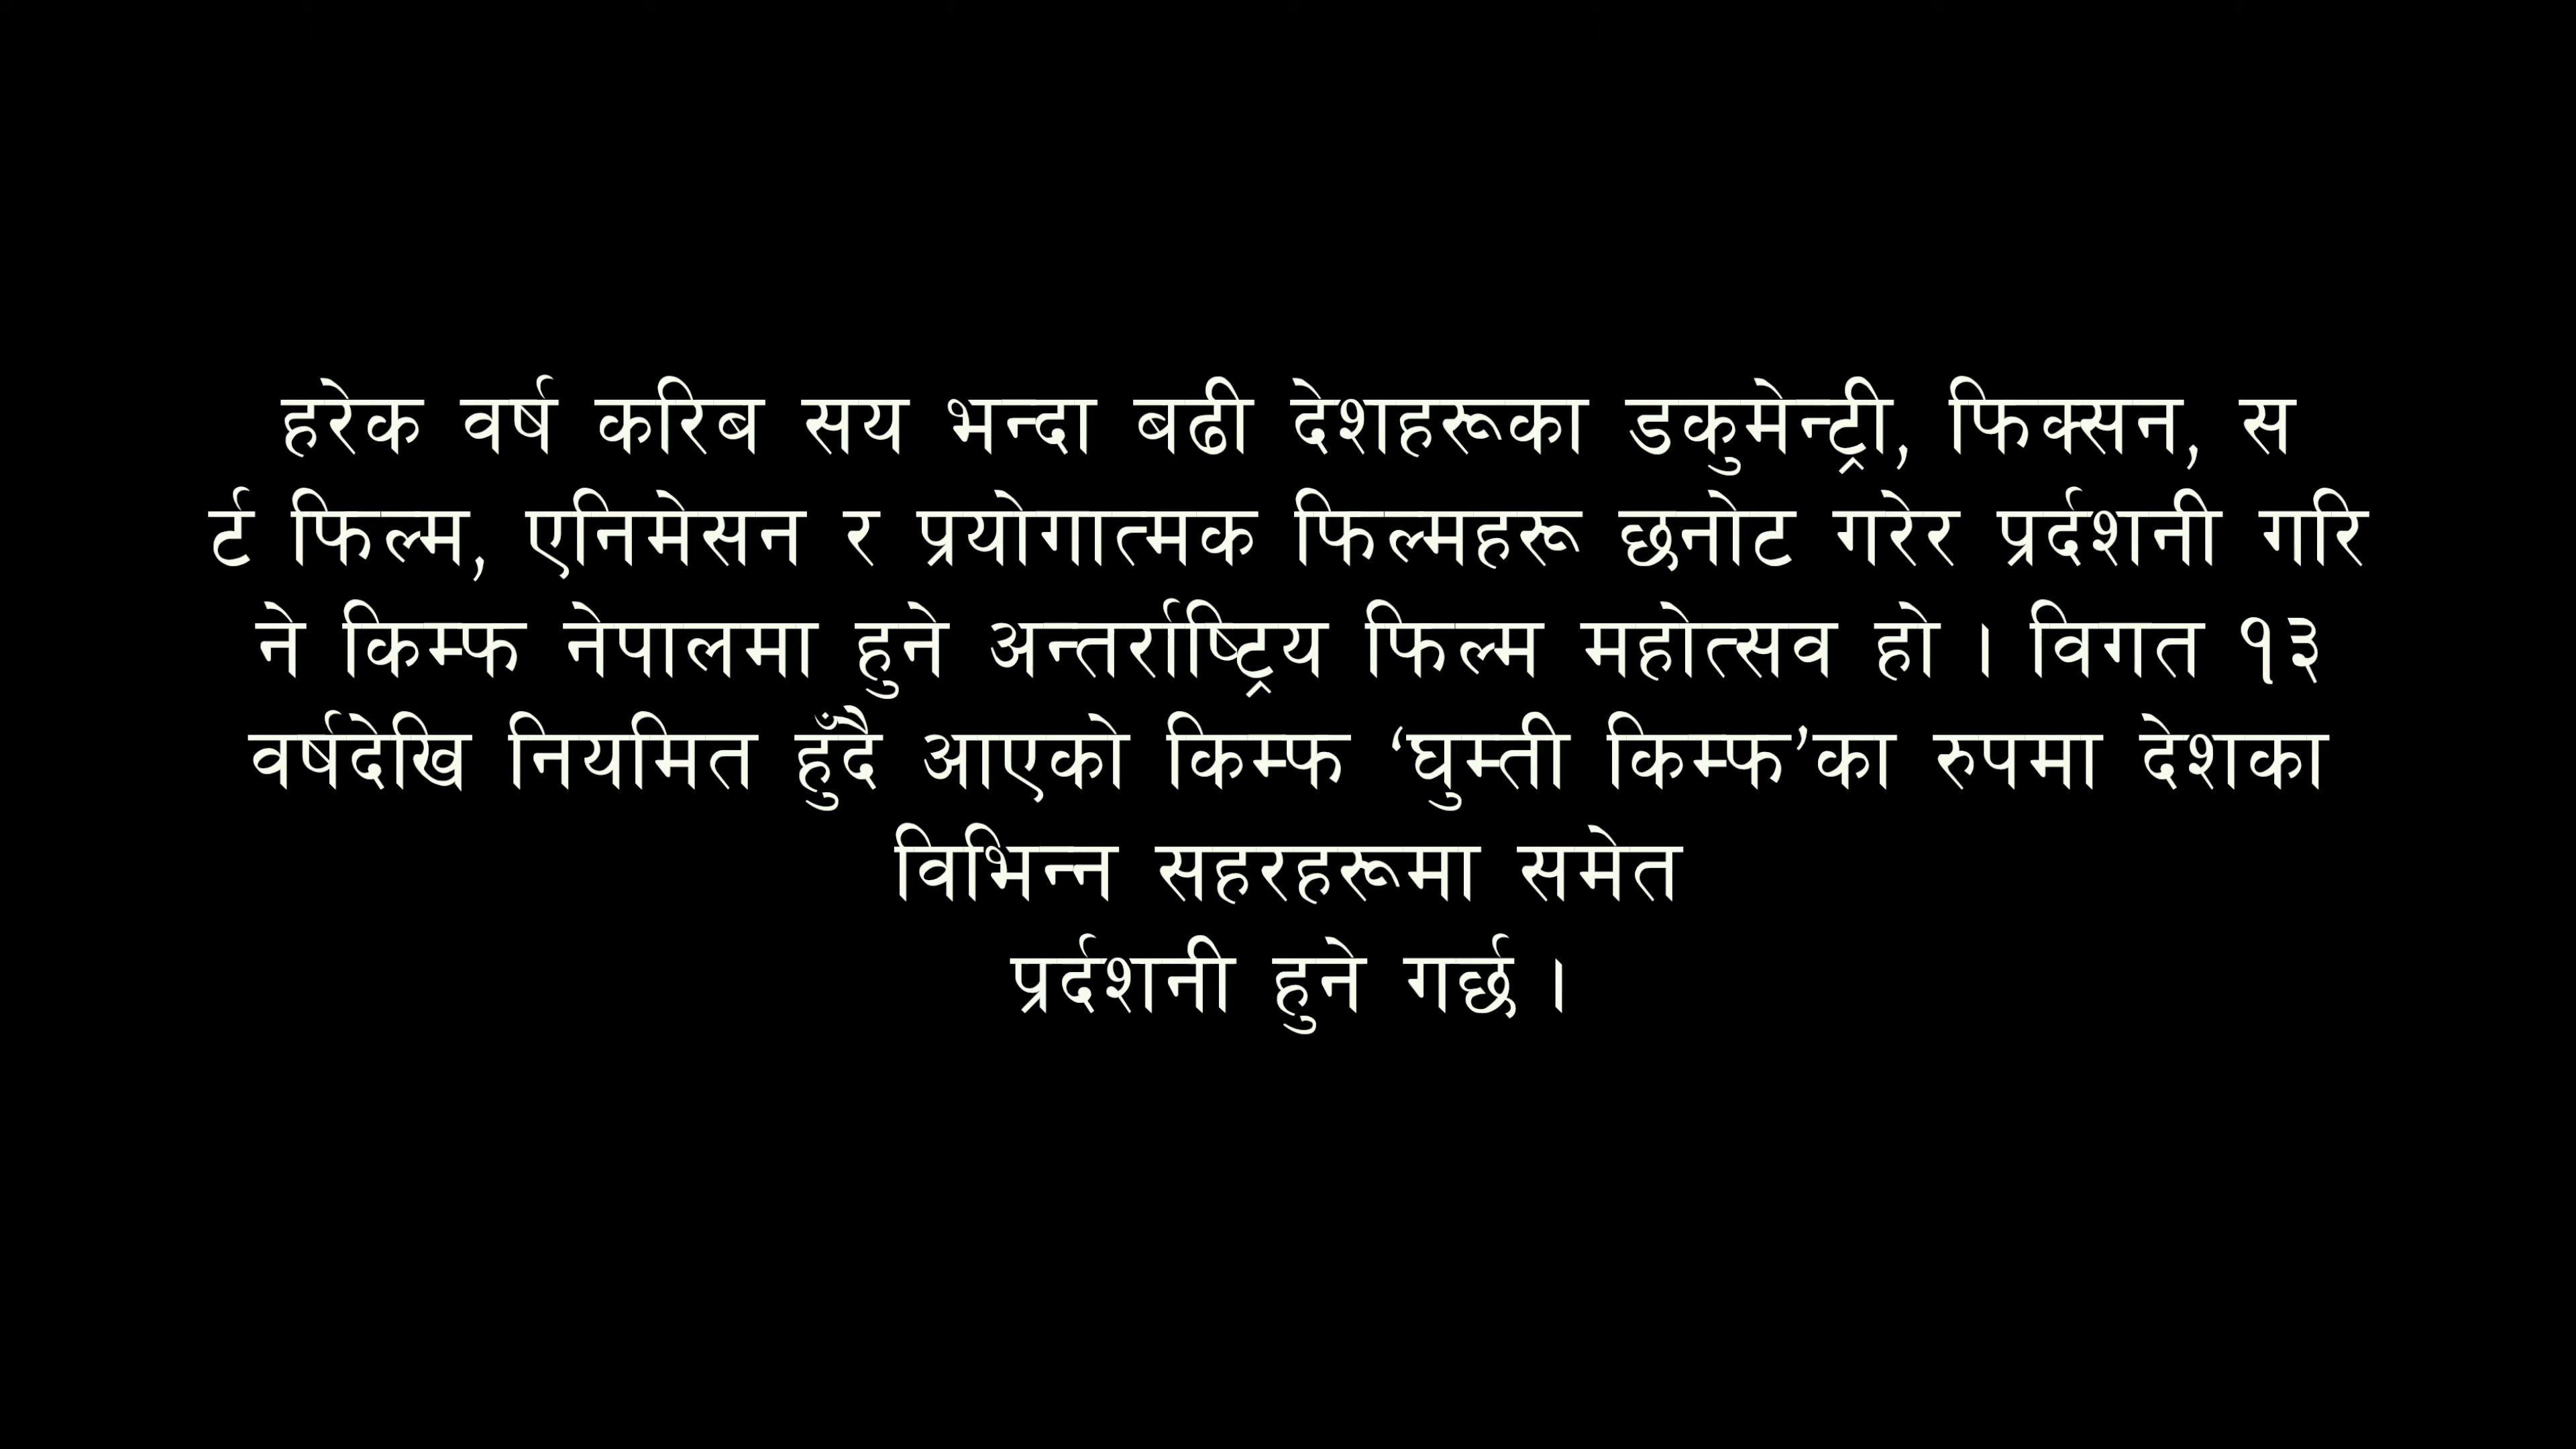 हरेक वर्ष करिब सय भन्दा बढी देशहरूका डकुमेन्ट्री, फिक्सन, स
र्ट फिल्म, एनिमेसन र प्रयोगात्मक फिल्महरू छनोट गरेर प्रर्दशनी गरि
ने किम्फ नेपालमा हुने अन्तर्राष्ट्रिय फिल्म महोत्सव हो । विगत १३
वर्षदेखि नियमित हुँदै आएको किम्फ ‘घुम्ती किम्फ’का रुपमा देशका
विभिन्न सहरहरूमा समेत
प्रर्दशनी हुने गर्छ ।